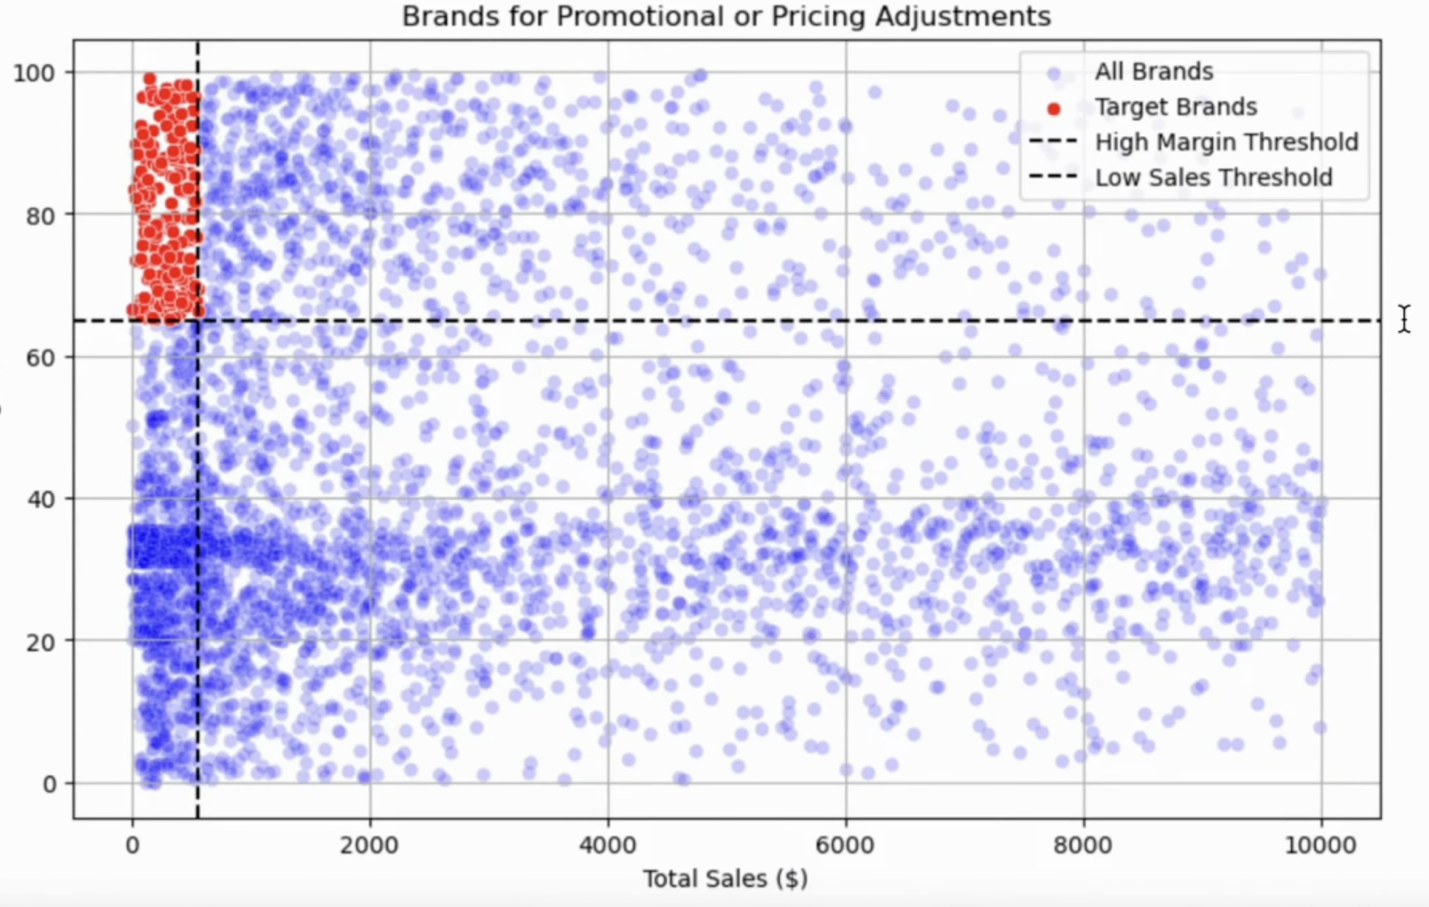 Brands for Promotional or Pricing Adjustments
All Brands
Target Brands
High Margin Threshold
Low Sales Threshold
100
80
60
40
20
0
0 2000 4000 6000 8000 10000
Total Sales ($)